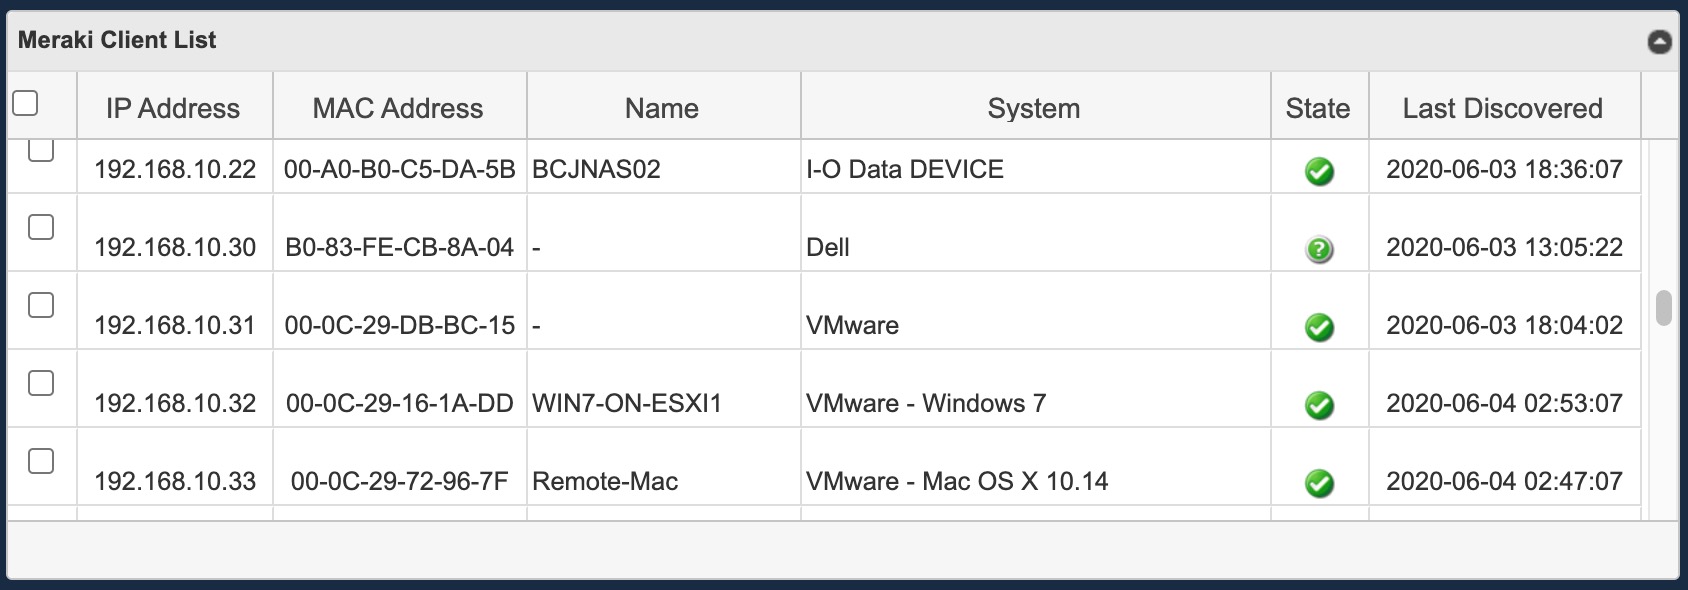 Meraki Client List
IP Address MAC Address Name System State Last Discovered
192.168.10.22 00-A0-B0-C5-DA-5B BCJNAS02 I-O Data DEVICE 2020-06-03 18:36:07
192.168.10.30 B0-83-FE-CB-8A-04 - Dell ? 2020-06-03 13:05:22
192.168.10.31 00-0C-29-DB-BC-15 - VMware 2020-06-03 18:04:02
192.168.10.32 00-0C-29-16-1A-DD WIN7-ON-ESXI1 VMware - Windows 7 2020-06-04 02:53:07
192.168.10.33 00-0C-29-72-96-7F Remote-Mac VMware - Mac OS X 10.14 2020-06-04 02:47:07